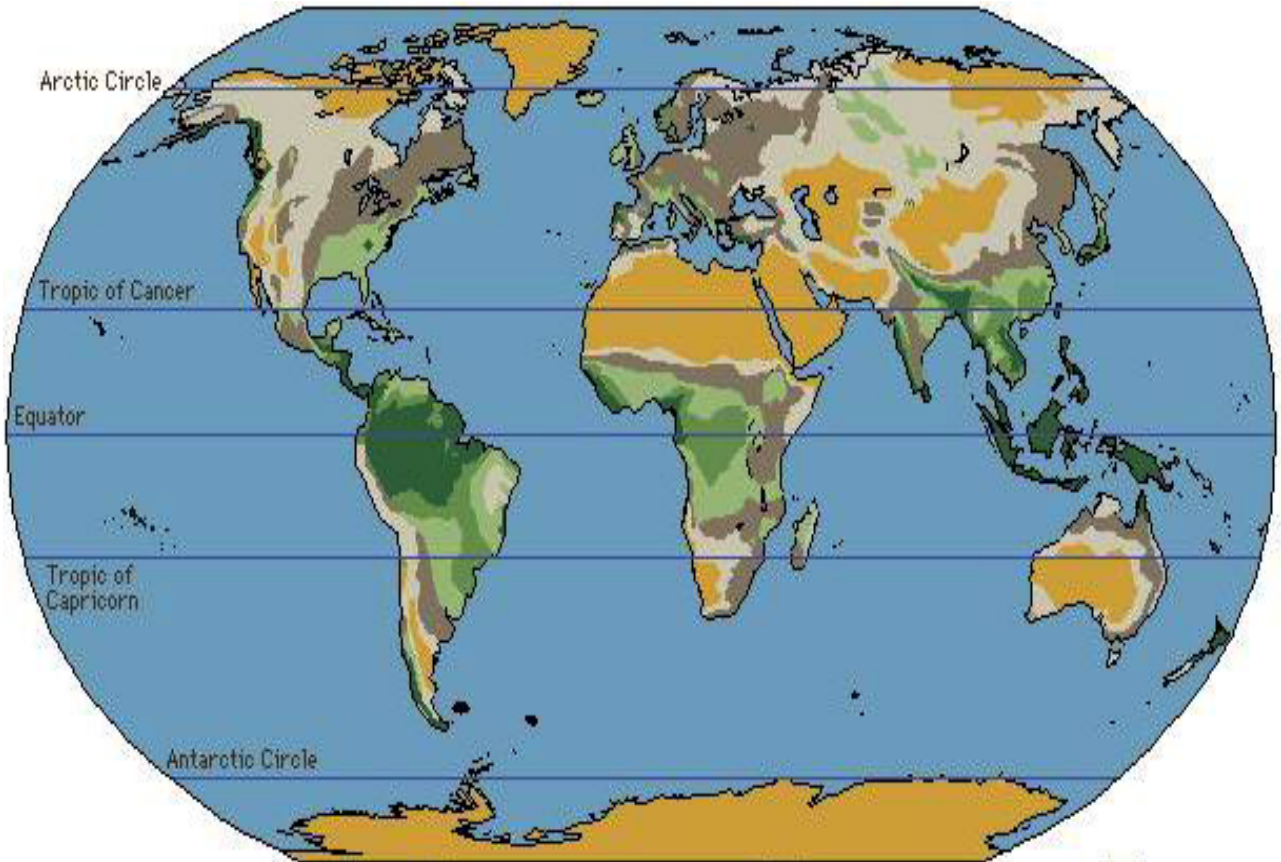 Arctic Circle
Tropic of Cancer
Equator
Tropic of
Capricorn
Antarctic Circle